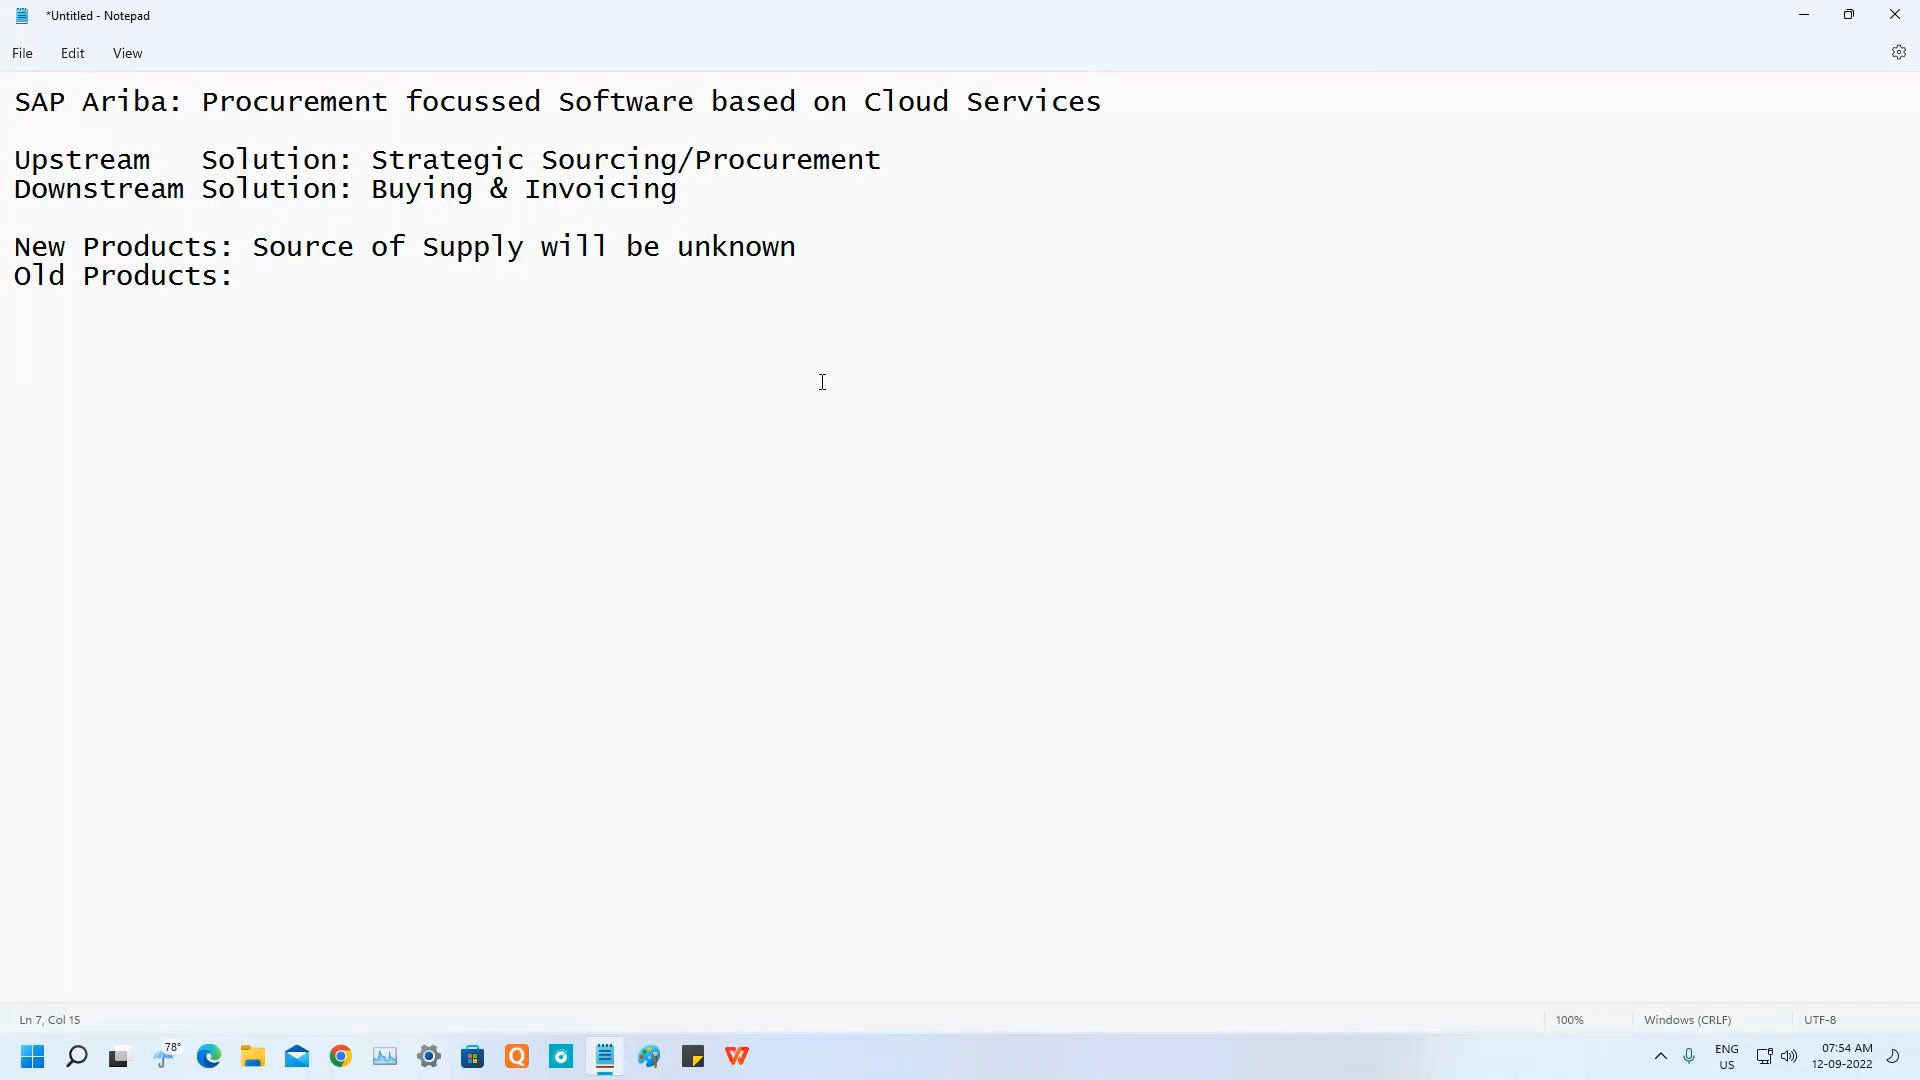 *Untitled - Notepad
File Edit View
SAP Ariba: Procurement focussed Software based on Cloud Services
Upstream   Solution: Strategic Sourcing/Procurement
Downstream Solution: Buying & Invoicing
New Products: Source of Supply will be unknown
Old Products:
Ln 7, Col 15 100% Windows (CRLF) UTF-8
78°
ENG
US
07:54 AM
12-09-2022